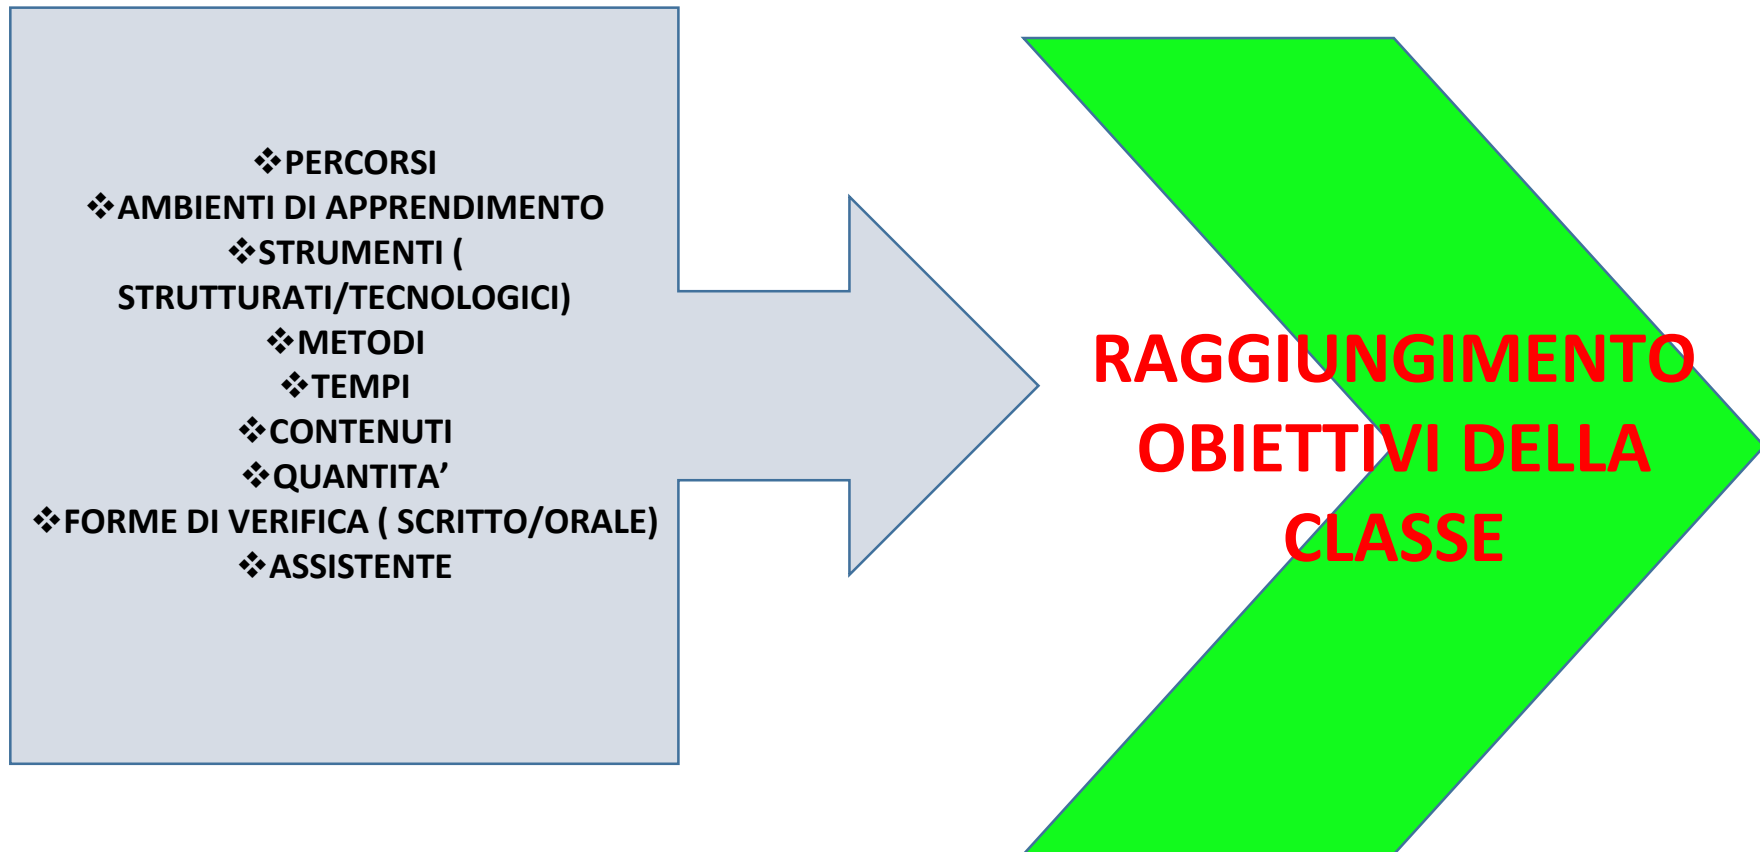 ❖PERCORSI
❖AMBIENTI DI APPRENDIMENTO
❖STRUMENTI (
STRUTTURATI/TECNOLOGICI)
❖METODI
❖TEMPI
❖CONTENUTI
❖QUANTITA’
❖FORME DI VERIFICA ( SCRITTO/ORALE)
❖ASSISTENTE
RAGGIUNGIMENTO
OBIETTIVI DELLA
CLASSE